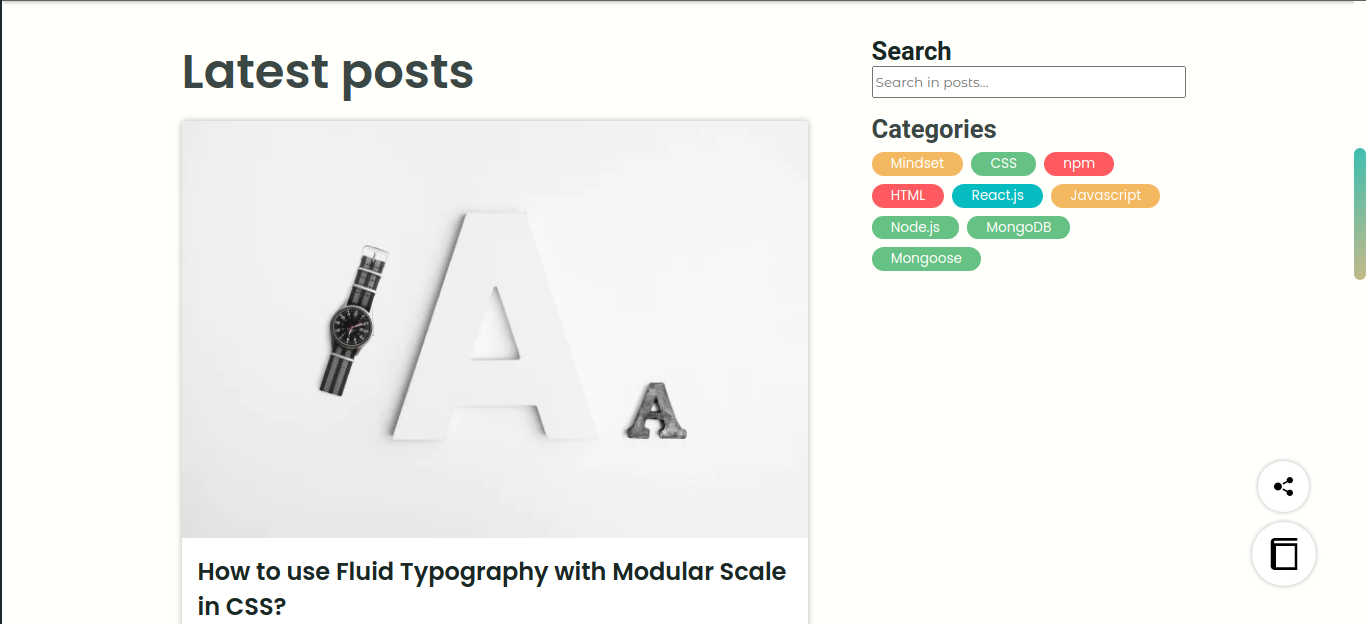 Latest posts
A
A
How to use Fluid Typography with Modular Scale
in CSS?
Search
Search in posts...
Categories
Mindset CSS npm
HTML React.js Javascript
Node.js MongoDB
Mongoose